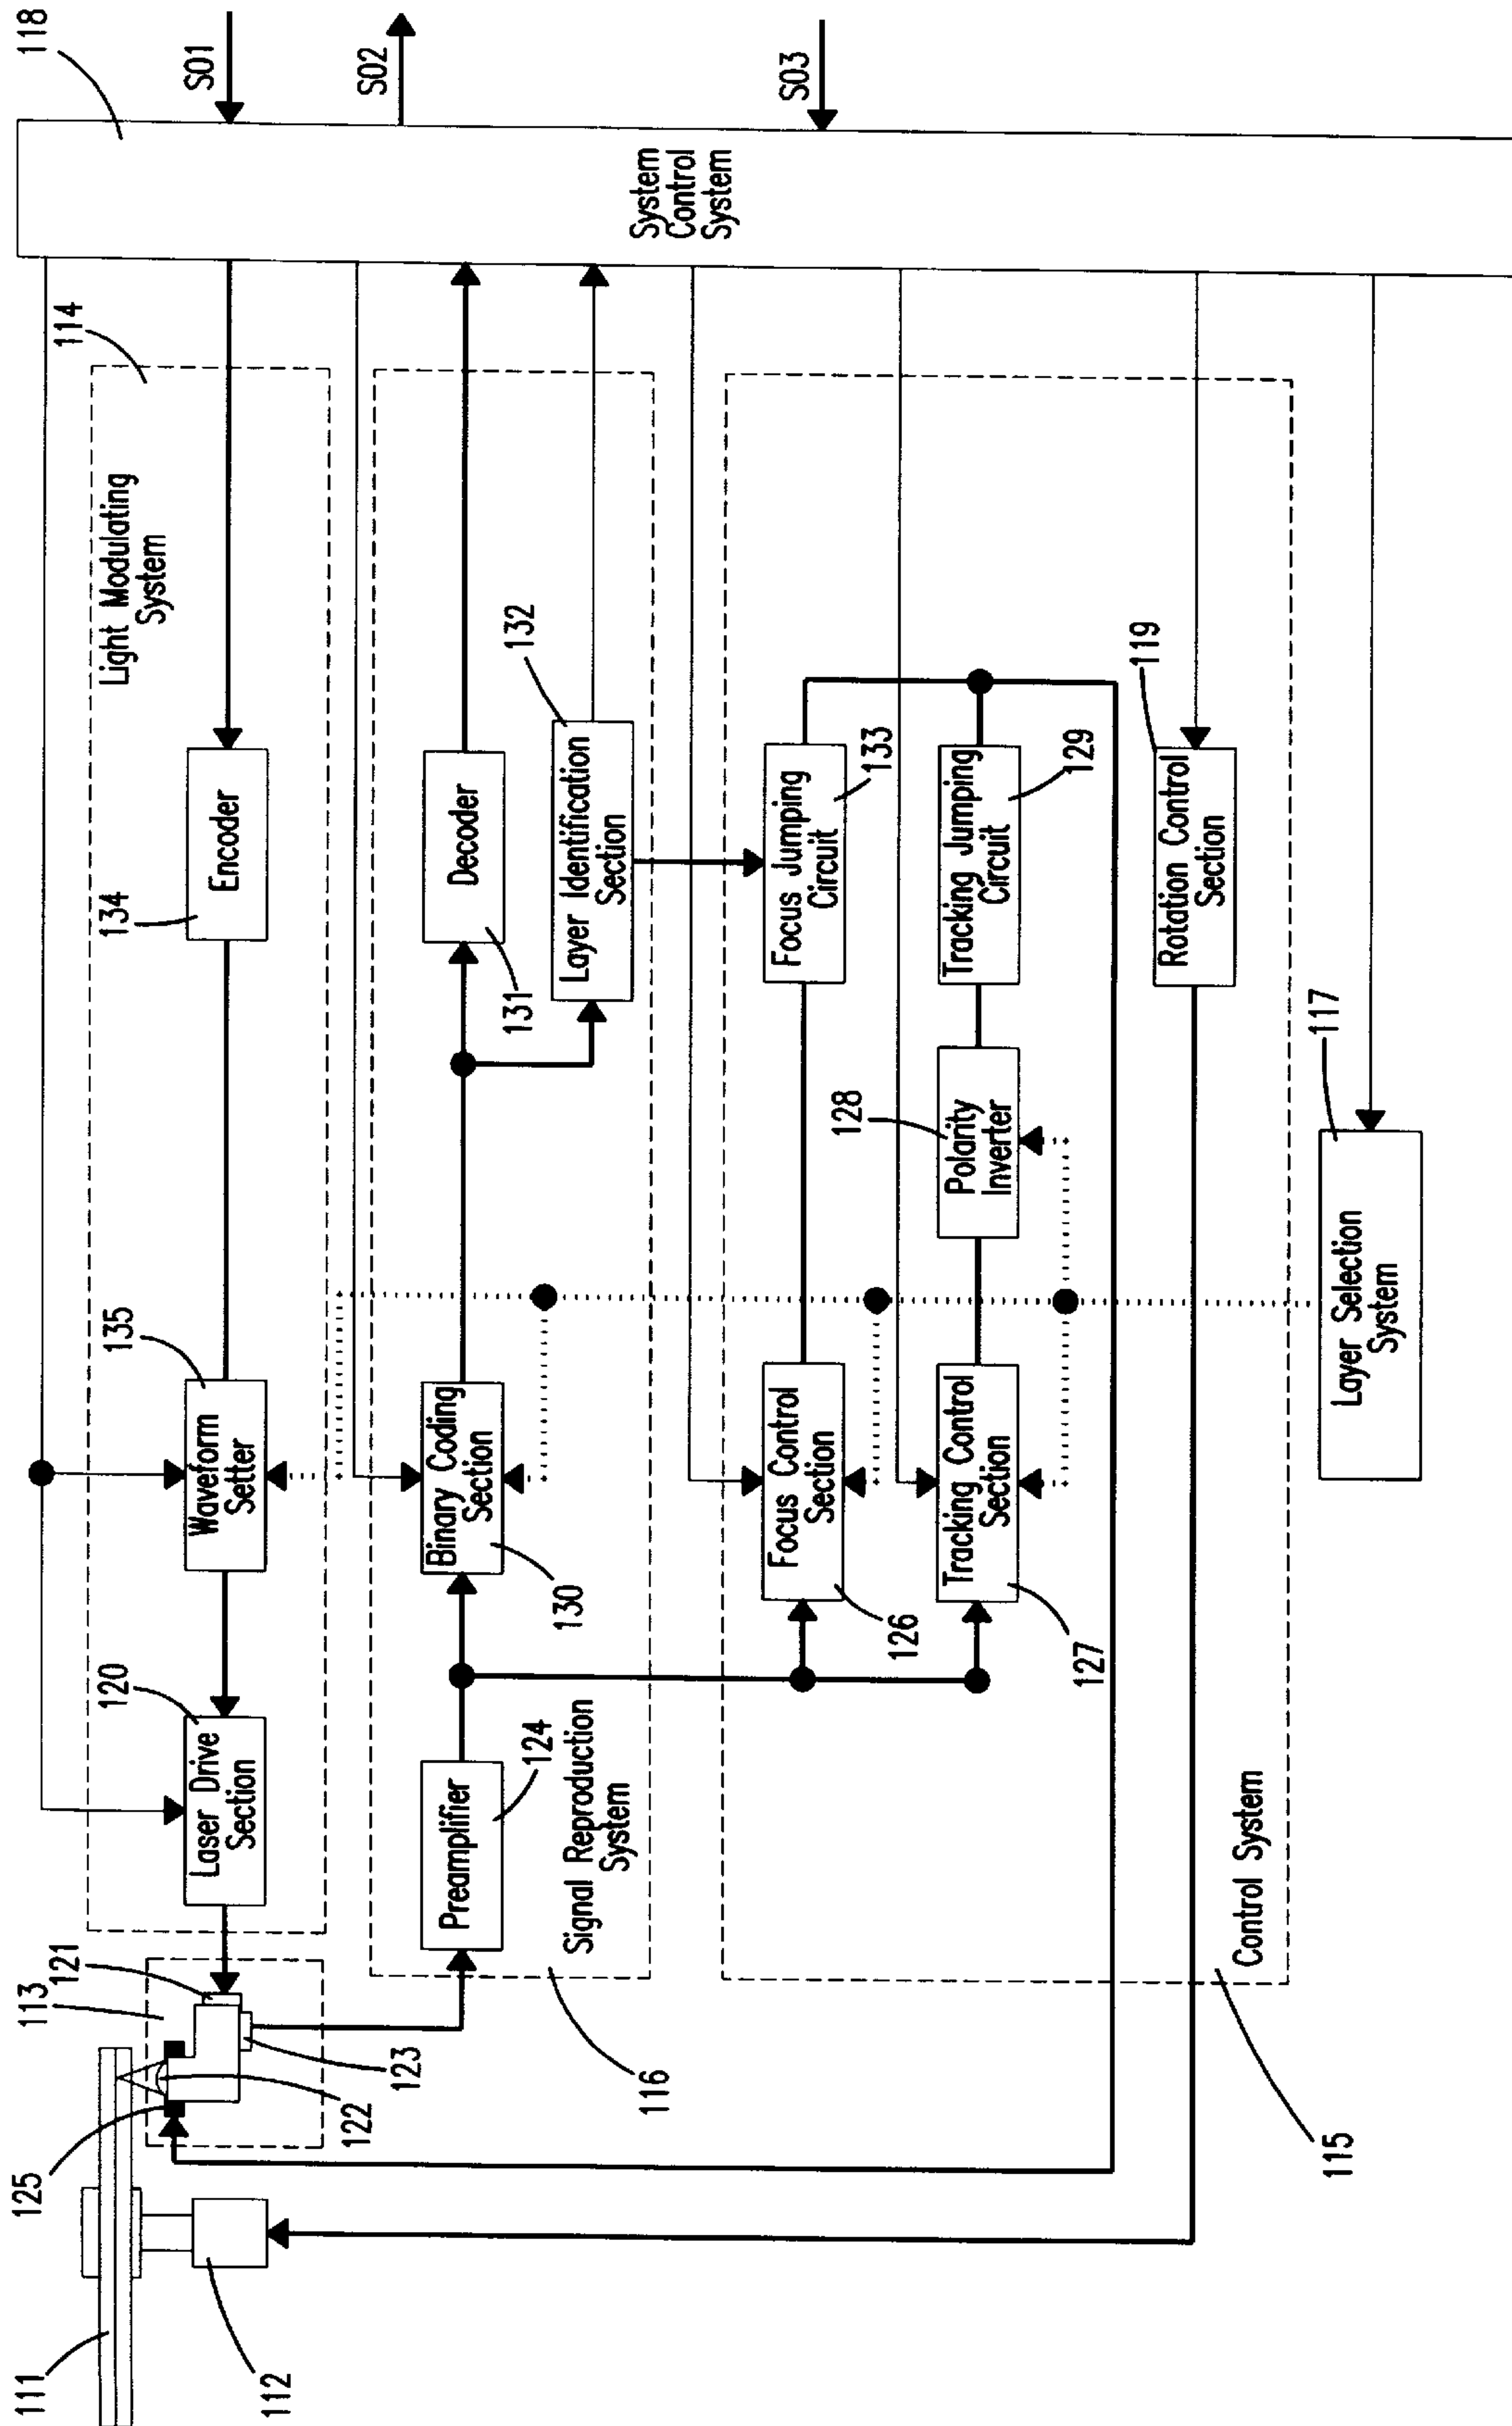 118
S01
S02
S03
System
Control
System
114
Light Modulating
System
134
Encoder
135
Waveform
Setter
120
Laser Drive
Section
Decoder
131
132
Layer Identification
Section
Binary Coding
Section
130
Preamplifier
124
Signal Reproduction
System
116
Focus Jumping
Circuit
133
Tracking Jumping
Circuit
129
128
Polarity
Inverter
Focus Control
Section
126
Tracking Control
Section
127
119
Rotation Control
Section
117
Layer Selection
System
Control System
115
113
121
123
122
125
111
112